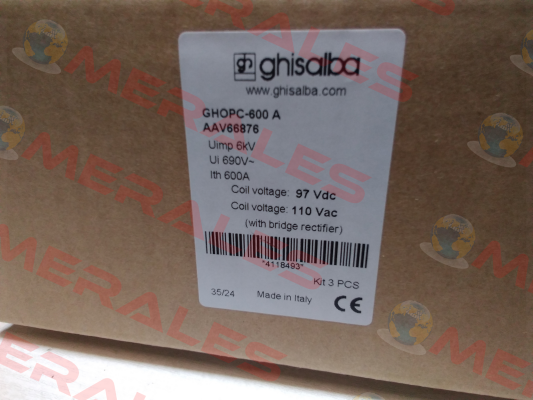 ghisalba
www.ghisalba.com
GHOPC-600 A
AAV66876
Uimp 6kV
Ui 690V~
Ith 600A
Coil voltage: 97 Vdc
Coil voltage: 110 Vac
(with bridge rectifier)
*4118493*
Kit 3 PCS
35/24 Made in Italy CE
MERALES
MERALES
MERALES